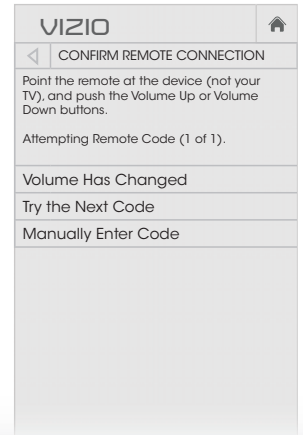 VIZIO
CONFIRM REMOTE CONNECTION
Point the remote at the device (not your
TV), and push the Volume Up or Volume
Down buttons.
Attempting Remote Code (1 of 1).
Volume Has Changed
Try the Next Code
Manually Enter Code